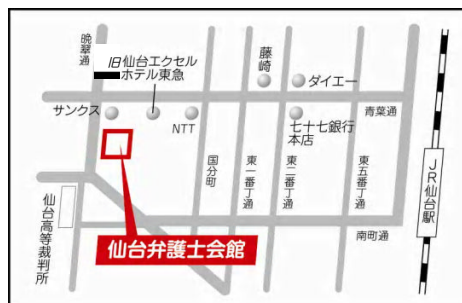 晩翠通
旧仙台エクセル
ホテル東急
藤崎
ダイエー
サンクス
NTT
七十七銀行
本店
青葉通
国分町
東一番丁通
東二番丁通
東五番丁通
JR仙台駅
仙台高等裁判所
南町通
仙台弁護士会館